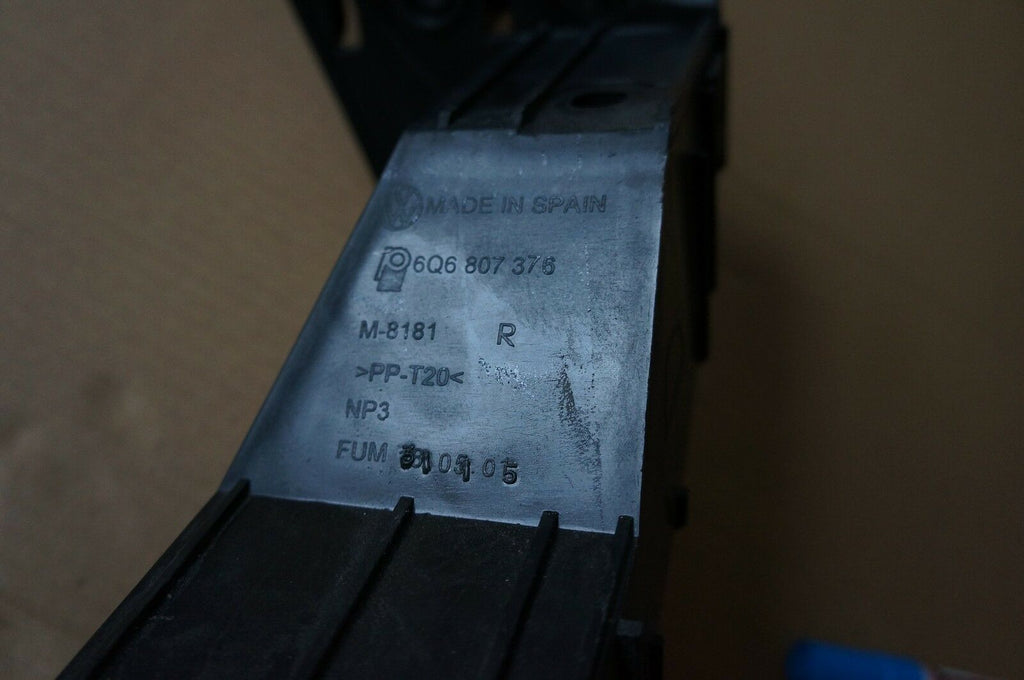 MADE IN SPAIN
6Q6 807 376
M-8181 R
>PP-T20<
NP3
FUM